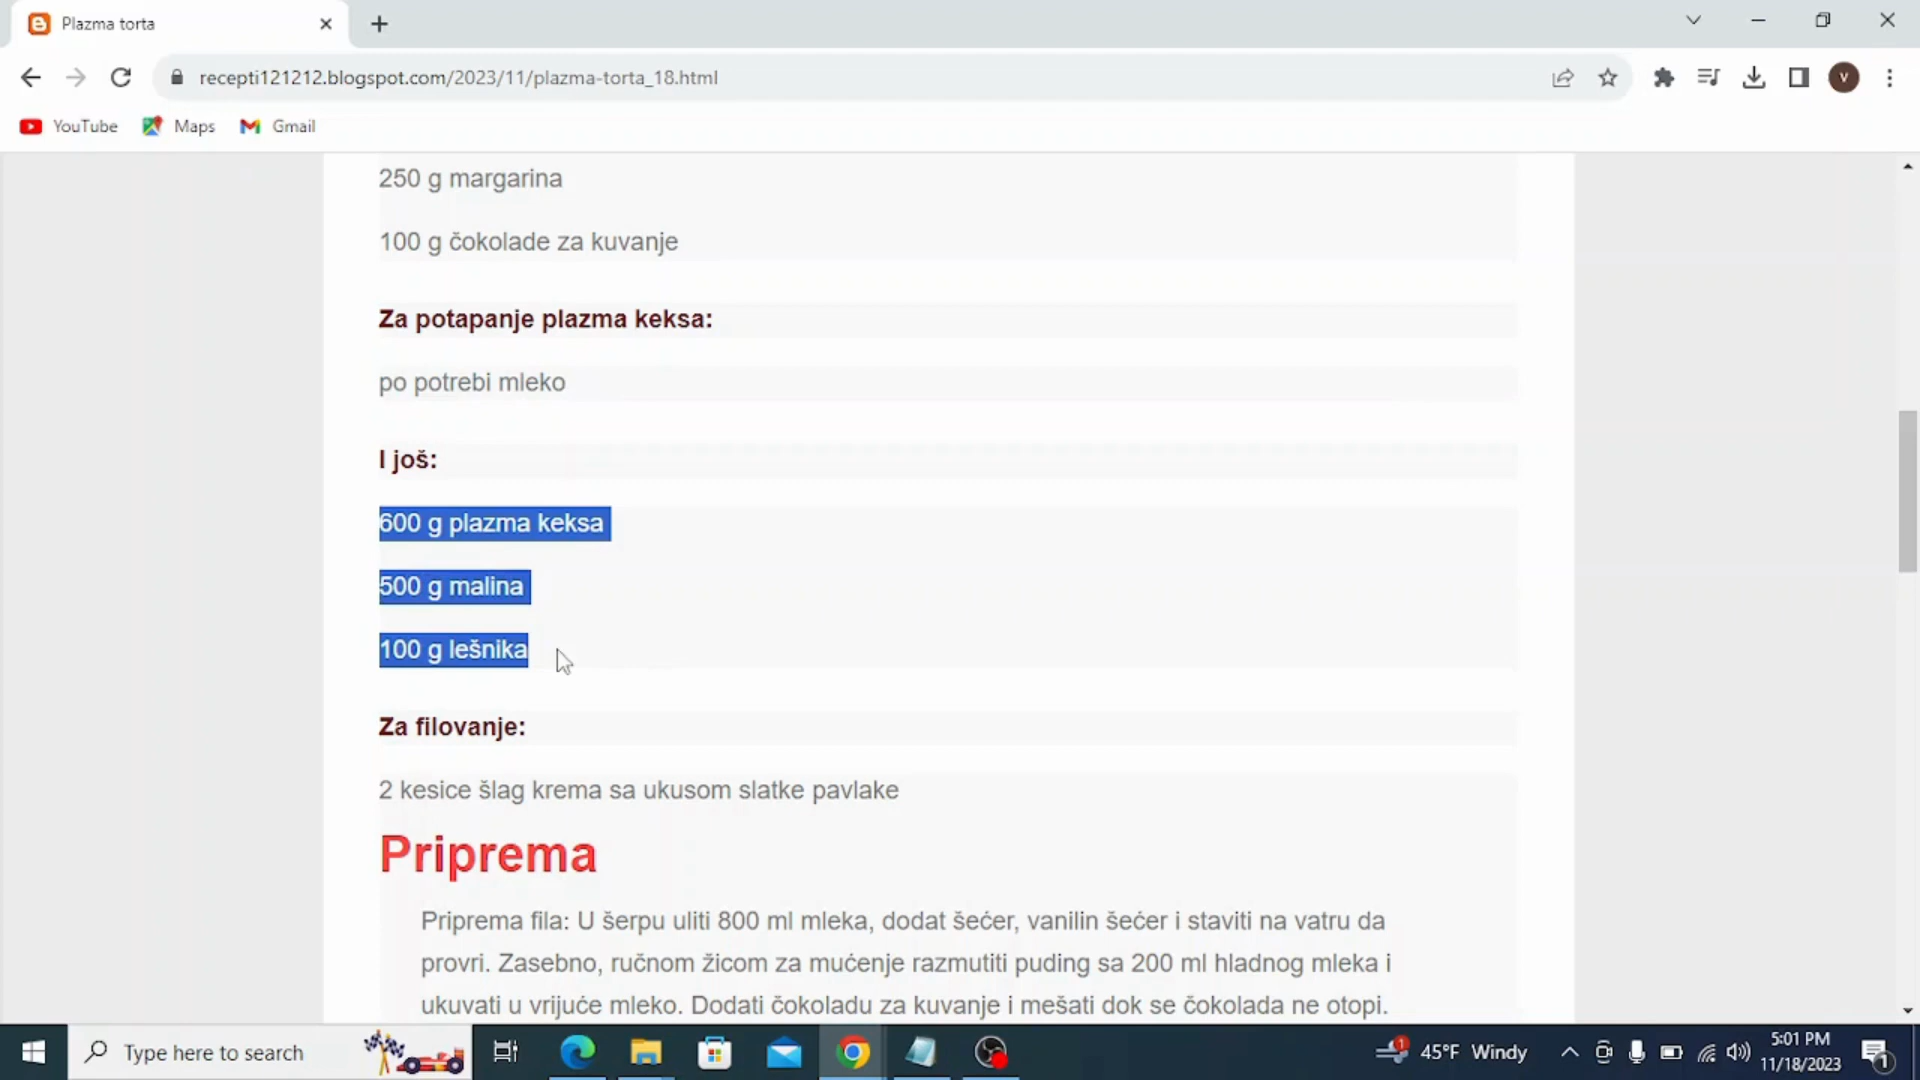 Plazma torta
recepti121212.blogspot.com/2023/11/plazma-torta_18.html
V
YouTube
Maps
Gmail
250 g margarina
100 g čokolade za kuvanje
Za potapanje plazma keksa:
po potrebi mleko
I još:
600 g plazma keksa
500 g malina
100 g lešnika
Za filovanje:
2 kesice šlag krema sa ukusom slatke pavlake
Priprema
Priprema fila: U šerpu uliti 800 ml mleka, dodat šećer, vanilin šećer i staviti na vatru da
provri. Zasebno, ručnom žicom za mućenje razmutiti puding sa 200 ml hladnog mleka i
ukuvati u vrijuće mleko. Dodati čokoladu za kuvanje i mešati dok se čokolada ne otopi.
Type here to search
1
45°F Windy
5:01 PM
11/18/2023
1